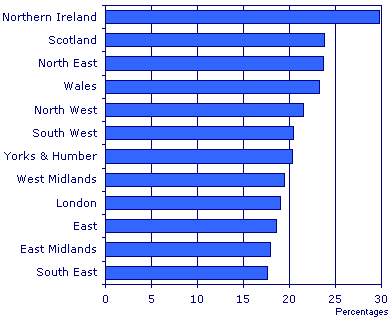 Northern Ireland
Scotland
North East
Wales
North West
South West
Yorks & Humber
West Midlands
London
East
East Midlands
South East
0 5 10 15 20 25 30
Percentages